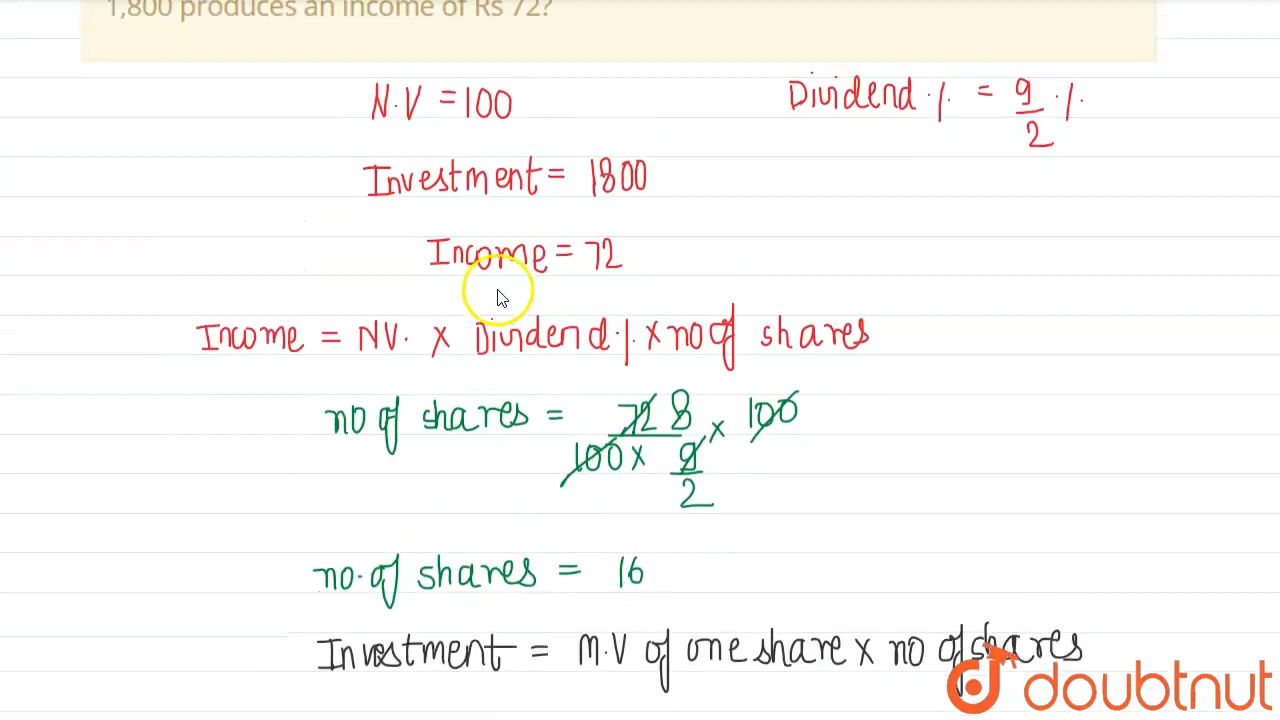 1,800 produces an income of Rs 72?
N.V = 100
Dividend .%. = 9/2 .%.
Investment = 1800
Income = 72
Income = NV. × Dividend .%. × no of shares
no of shares = 72 8 / 100 × 9/2 × 100
no. of shares = 16
Investment = M.V of one share × no of shares
doubtnut